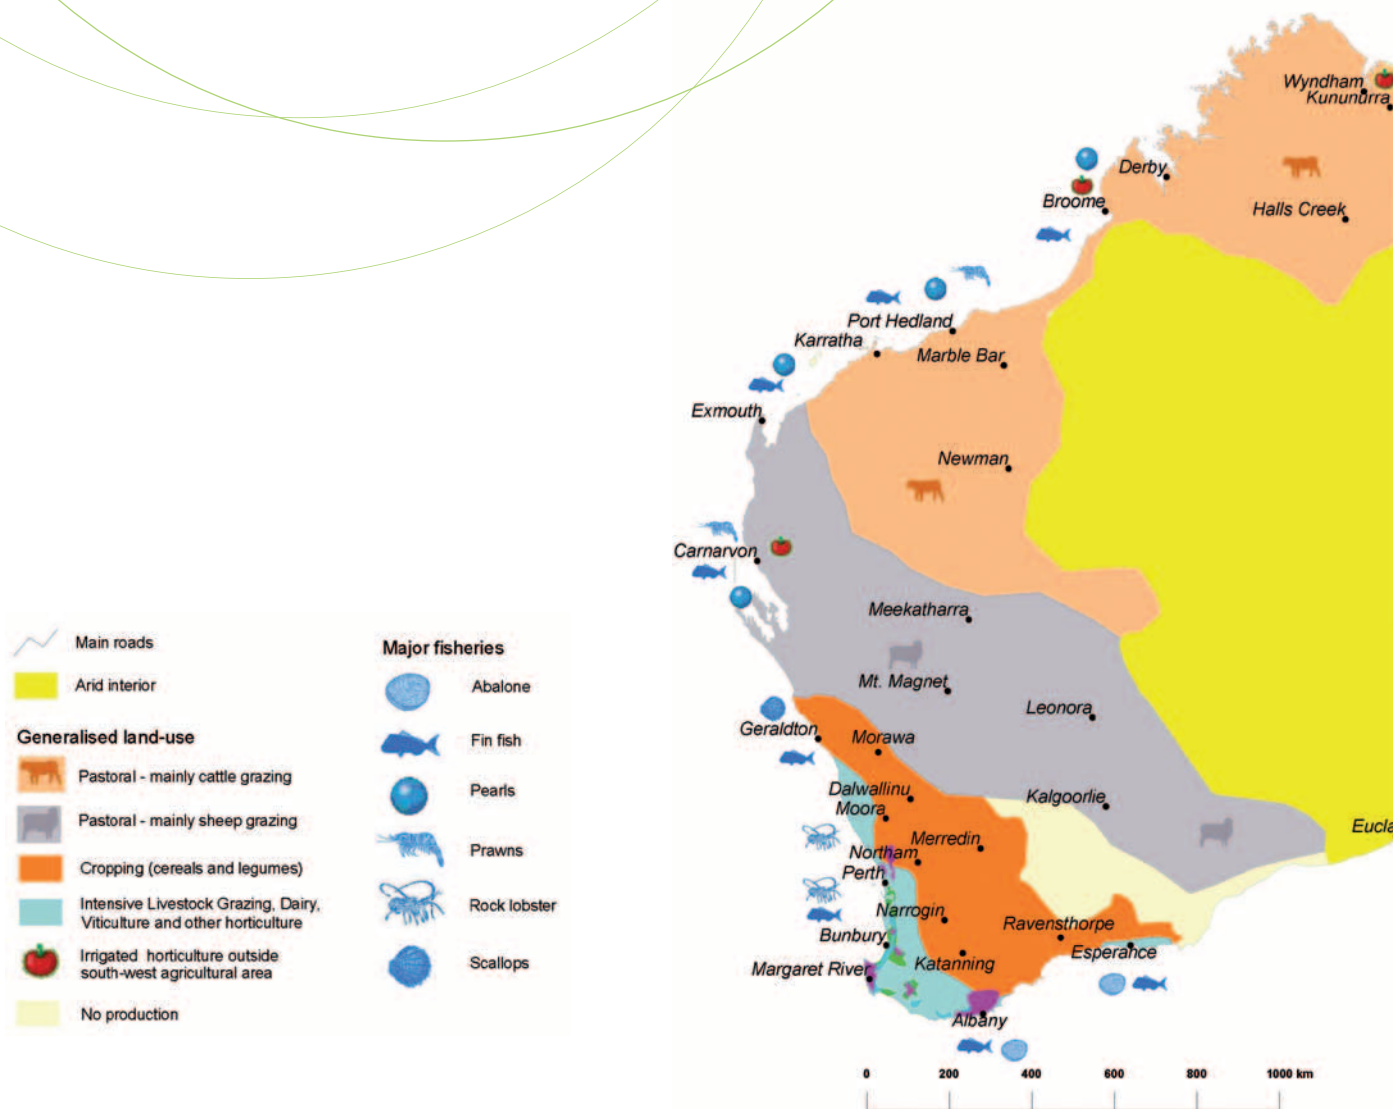 Main roads
Arid interior
Generalised land-use
Pastoral - mainly cattle grazing
Pastoral - mainly sheep grazing
Cropping (cereals and legumes)
Intensive Livestock Grazing, Dairy,
Viticulture and other horticulture
Irrigated horticulture outside
south-west agricultural area
No production
Major fisheries
Abalone
Fin fish
Pearls
Prawns
Rock lobster
Scallops
Wyndham
Kununurra
Derby
Broome
Halls Creek
Port Hedland
Karratha
Marble Bar
Exmouth
Newman
Carnarvon
Meekatharra
Mt. Magnet
Leonora
Geraldton
Morawa
Dalwallinu
Moora
Kalgoorlie
Eucla
Merredin
Northam
Perth
Narrogin
Ravensthorpe
Bunbury
Esperance
Katanning
Margaret River
Albany
0 200 400 600 800 1000 km